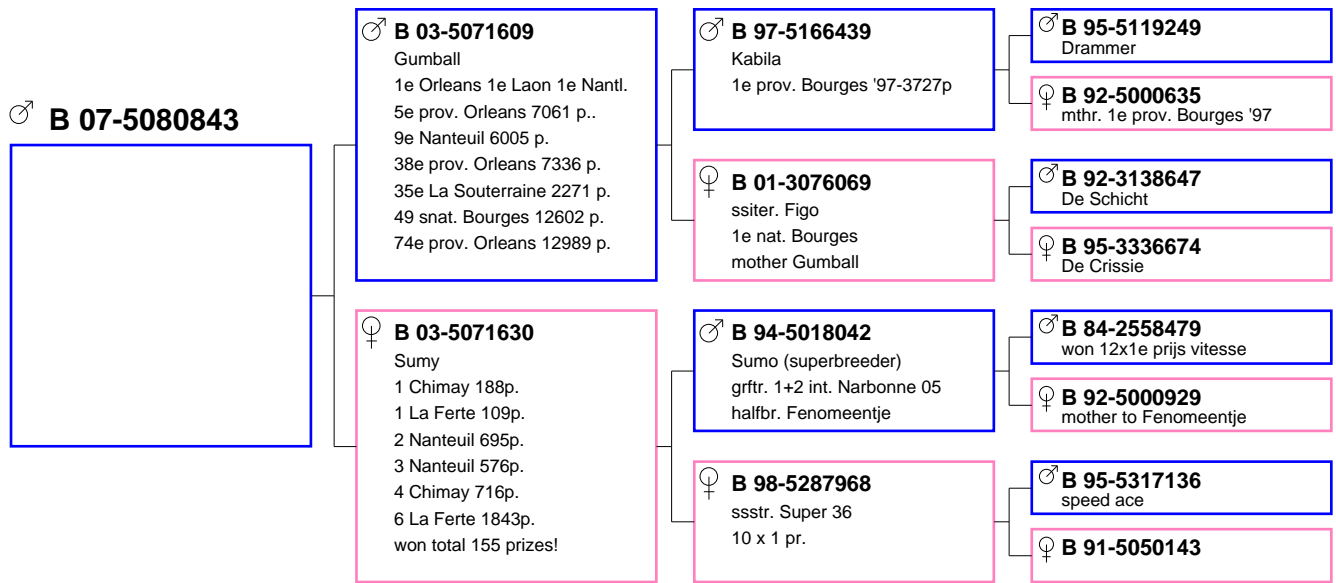 B 07-5080843
B 03-5071609
Gumball
1e Orleans 1e Laon 1e Nantl.
5e prov. Orleans 7061 p..
9e Nanteuil 6005 p.
38e prov. Orleans 7336 p.
35e La Souterraine 2271 p.
49 snat. Bourges 12602 p.
74e prov. Orleans 12989 p.
B 03-5071630
Sumy
1 Chimay 188p.
1 La Ferte 109p.
2 Nanteuil 695p.
3 Nanteuil 576p.
4 Chimay 716p.
6 La Ferte 1843p.
won total 155 prizes!
B 97-5166439
Kabila
1e prov. Bourges '97-3727p
B 01-3076069
ssiter. Figo
1e nat. Bourges
mother Gumball
B 94-5018042
Sumo (superbreeder)
grftr. 1+2 int. Narbonne 05
halfbr. Fenomeentje
B 98-5287968
ssstr. Super 36
10 x 1 pr.
B 95-5119249
Drammer
B 92-5000635
mthr. 1e prov. Bourges '97
B 92-3138647
De Schicht
B 95-3336674
De Crissie
B 84-2558479
won 12x1e prijs vitesse
B 92-5000929
mother to Fenomeentje
B 95-5317136
speed ace
B 91-5050143